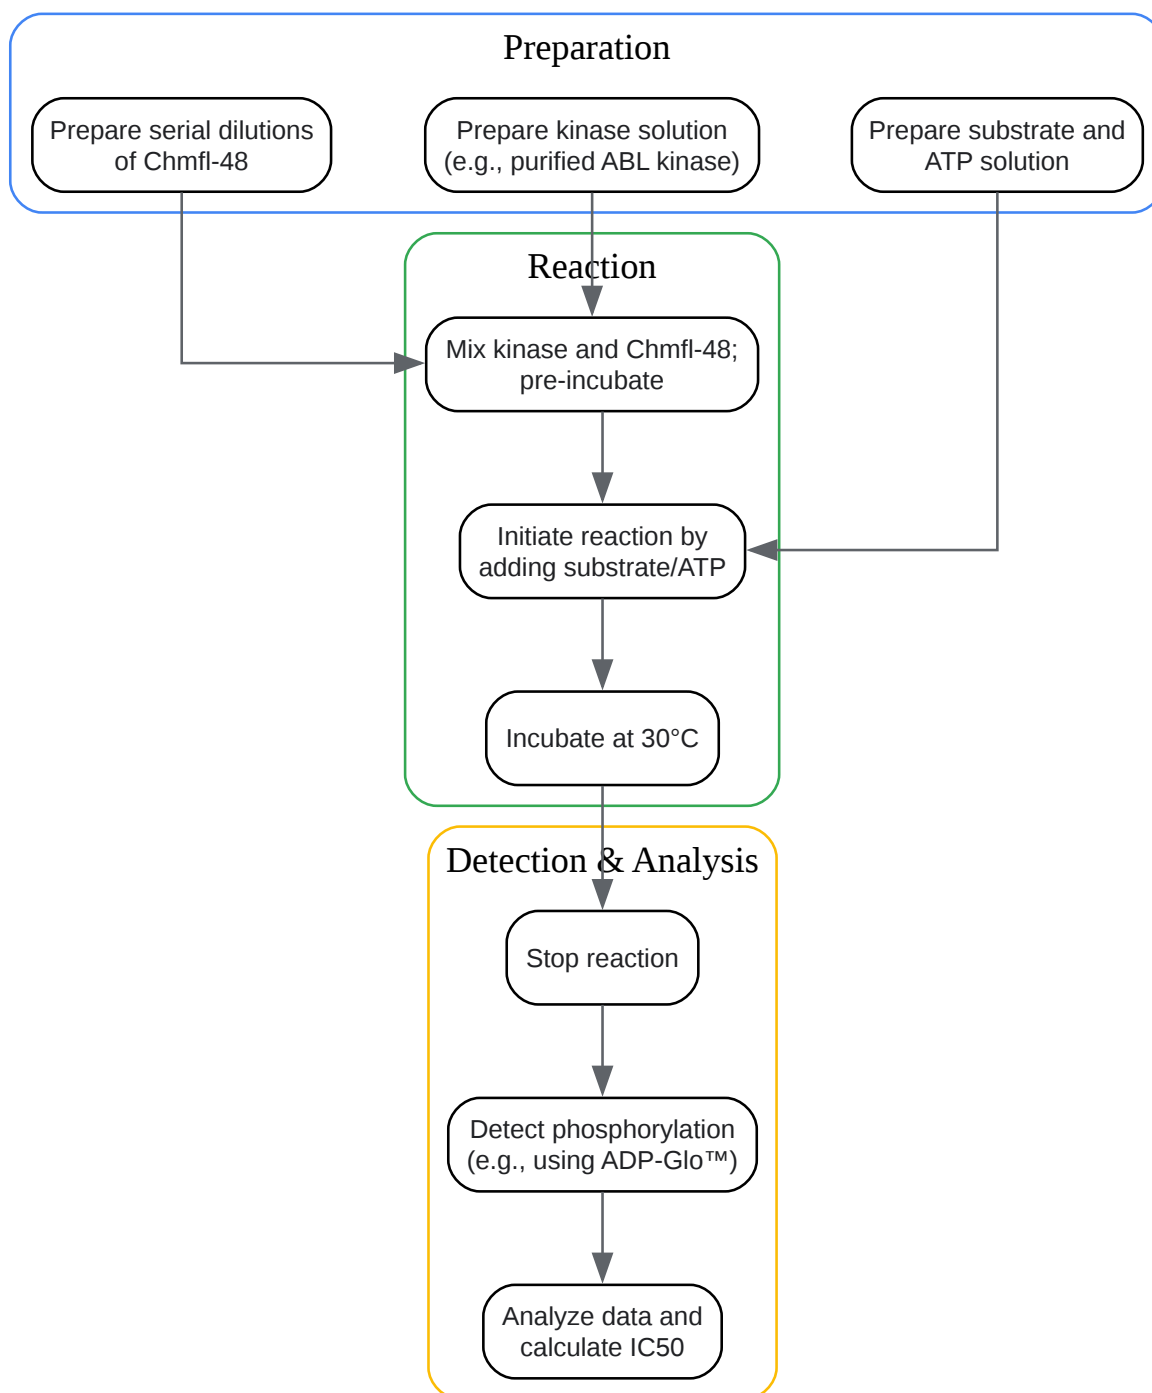 Preparation
Prepare serial dilutions
of Chmfl-48
Prepare kinase solution
(e.g., purified ABL kinase)
Prepare substrate and
ATP solution
Reaction
Mix kinase and Chmfl-48;
pre-incubate
Initiate reaction by
adding substrate/ATP
Incubate at 30°C
Detection & Analysis
Stop reaction
Detect phosphorylation
(e.g., using ADP-Glo™)
Analyze data and
calculate IC50